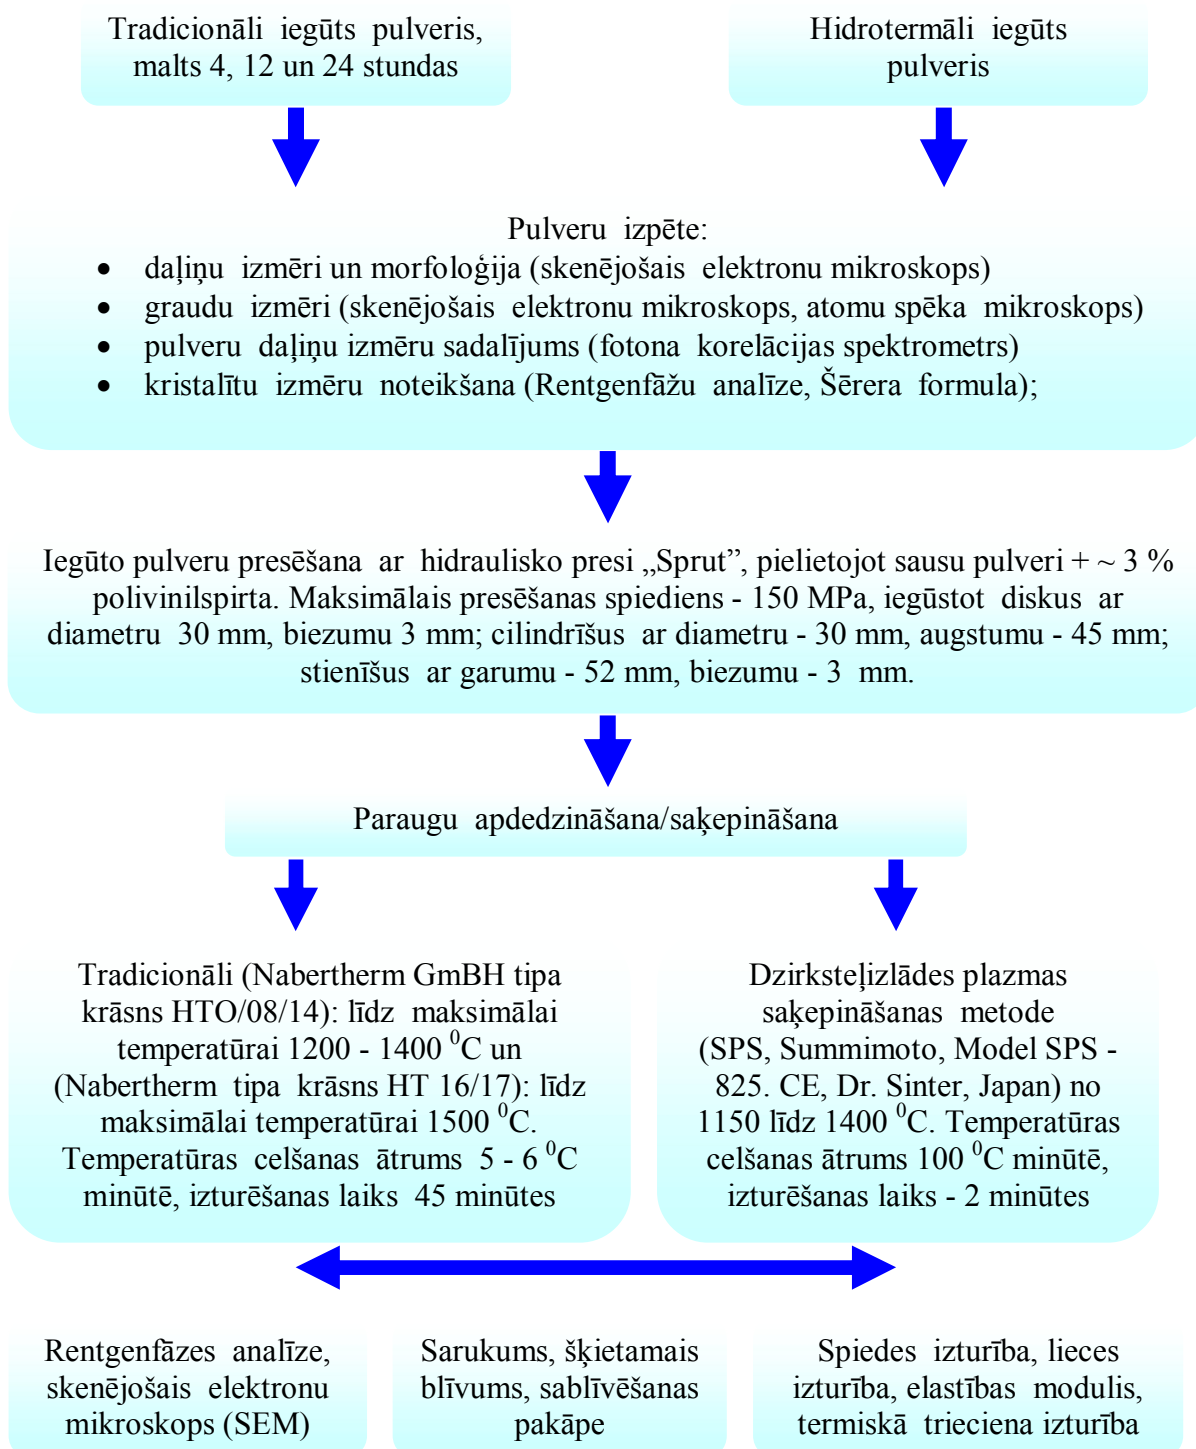 Tradicionāli iegūts pulveris,
malts 4, 12 un 24 stundas
Hidrotermāli iegūts
pulveris
Pulveru izpēte:
• daļiņu izmēri un morfoloģija (skenējošais elektronu mikroskops)
• graudu izmēri (skenējošais elektronu mikroskops, atomu spēka mikroskops)
• pulveru daļiņu izmēru sadalījums (fotona korelācijas spektrometrs)
• kristalītu izmēru noteikšana (Rentgenfāžu analīze, Šērera formula);
Iegūto pulveru presēšana ar hidraulisko presi „Sprut”, pielietojot sausu pulveri + ~ 3 %
polivinilspirta. Maksimālais presēšanas spiediens - 150 MPa, iegūstot diskus ar
diametru 30 mm, biezumu 3 mm; cilindrīšus ar diametru - 30 mm, augstumu - 45 mm;
stienīšus ar garumu - 52 mm, biezumu - 3 mm.
Paraugu apdedzināšana/saķepināšana
Tradicionāli (Nabertherm GmBH tipa
krāsns HTO/08/14): līdz maksimālai
temperatūrai 1200 - 1400 ⁰C un
(Nabertherm tipa krāsns HT 16/17): līdz
maksimālai temperatūrai 1500 ⁰C.
Temperatūras celšanas ātrums 5 - 6 ⁰C
minūtē, izturēšanas laiks 45 minūtes
Dzirksteļizlādes plazmas
saķepināšanas metode
(SPS, Summimoto, Model SPS -
825. CE, Dr. Sinter, Japan) no
1150 līdz 1400 ⁰C. Temperatūras
celšanas ātrums 100 ⁰C minūtē,
izturēšanas laiks - 2 minūtes
Rentgenfāzes analīze,
skenējošais elektronu
mikroskops (SEM)
Sarukums, šķietamais
blīvums, sablīvēšanas
pakāpe
Spiedes izturība, lieces
izturība, elastības modulis,
termiskā trieciena izturība